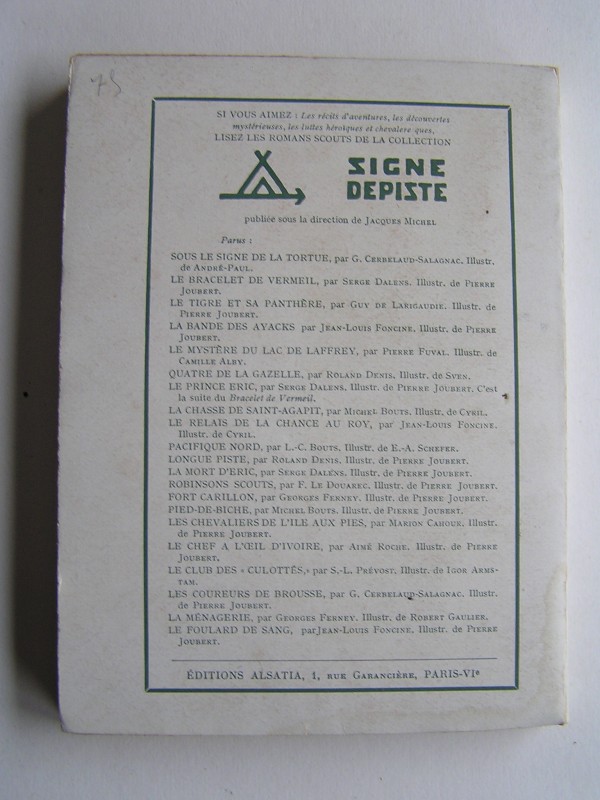 75
SI VOUS AIMEZ : Les récits d'aventures, les découvertes
mystérieuses, les luttes héroïques et chevalere ques,
LISEZ LES ROMANS SCOUTS DE LA COLLECTION
SIGNE
DEPISTE
publiée sous la direction de JACQUES MICHEL
Parus :
SOUS LE SIGNE DE LA TORTUE, par G. CERBELAUD-SALAGNAC. Illustr.
de ANDRÉ-PAUL.
LE BRACELET DE VERMEIL, par SERGE DALENS. Illustr. de PIERRE
JOUBERT.
LE TIGRE ET SA PANTHÈRE, par GUY DE LARIGAUDIE. Illustr. de
PIERRE JOUBERT.
LA BANDE DES AYACKS par JEAN-LOUIS FONCINE. Illustr. de PIERRE
JOUBERT.
LE MYSTÈRE DU LAC DE LAFFREY, par PIERRE FUVAL. Illustr. de
CAMILLE ALBY.
QUATRE DE LA GAZELLE, par ROLAND DENIS. Illustr. de SVEN.
LE PRINCE ERIC, par SERGE DALENS. Illustr. de PIERRE JOUBERT. C'est
la suite du Bracelet de Vermeil.
LA CHASSE DE SAINT-AGAPIT, par MICHEL BOUTS. Illustr. de CYRIL.
LE RELAIS DE LA CHANCE AU ROY, par JEAN-LOUIS FONCINE.
Illustr. de CYRIL.
PACIFIQUE NORD, par L.-C. BOUTS. Illustr. de E.-A. SCHEFER.
LONGUE PISTE, par ROLAND DENIS. Illustr. de PIERRE JOUBERT.
LA MORT D'ERIC, par SERGE DALENS. Illustr. de PIERRE JOUBERT.
ROBINSONS SCOUTS, par F. LE DOUAREC. Illustr. de PIERRE JOUBERT.
FORT CARILLON, par GEORGES FERNEY. Illustr. de PIERRE JOUBERT.
PIED-DE-BICHE, par MICHEL BOUTS. Illustr. de PIERRE JOUBERT.
LES CHEVALIERS DE L'ILE AUX PIES, par MARION CAHOUR. Illustr.
de PIERRE JOUBERT.
LE CHEF A L'ŒIL D'IVOIRE, par AIMÉ ROCHE. Illustr. de PIERRE
JOUBERT.
LE CLUB DES « CULOTTÉS, » par S.-L. PRÉVOST. Illustr. de IGOR ARMS-
TAM.
LES COUREURS DE BROUSSE, par G. CERBELAUD-SALAGNAC. Illustr.
de PIERRE JOUBERT.
LA MÉNAGERIE, par GEORGES FERNEY. Illustr. de ROBERT GAULIER.
LE FOULARD DE SANG, par JEAN-LOUIS FONCINE. Illustr. de PIERRE
JOUBERT.
ÉDITIONS ALSATIA, 1, RUE GARANCIÈRE, PARIS-VIe